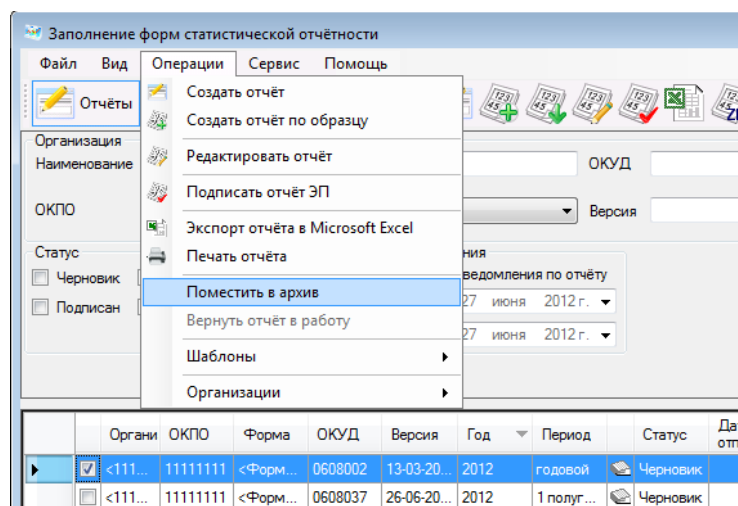 Заполнение форм статистической отчётности
Файл Вид Операции Сервис Помощь
Отчёты
Создать отчёт
Создать отчёт по образцу
Редактировать отчёт
Подписать отчёт ЭП
Экспорт отчёта в Microsoft Excel
Печать отчёта
Поместить в архив
Вернуть отчёт в работу
Шаблоны
Организации
Организация
Наименование
ОКУД
ОКПО
Версия
Статус
Черновик
Подписан
ния
ведомления по отчёту
27 июня 2012 г.
27 июня 2012 г.
Органи ОКПО Форма ОКУД Версия Год Период Статус Да
отп
<111... 11111111 <Форм... 0608002 13-03-20... 2012 годовой Черновик
<111... 11111111 <Форм... 0608037 26-06-20... 2012 1 полуг... Черновик